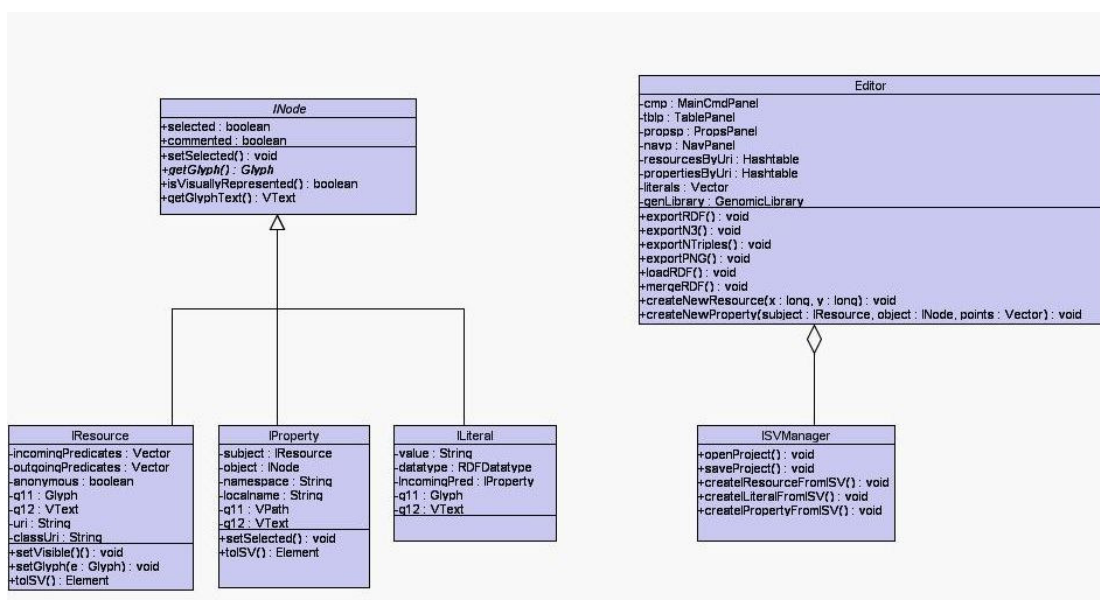 INode
+selected : boolean
+commented : boolean
+setSelected() : void
+getGlyph() : Glyph
+isVisuallyRepresented() : boolean
+getGlyphText() : VText
Editor
-cmp : MainCmdPanel
-tblp : TablePanel
-propsp : PropsPanel
-navp : NavPanel
-resourcesByUri : Hashtable
-propertiesByUri : Hashtable
-literals : Vector
-genLibrary : GenomicLibrary
+exportRDF() : void
+exportN3() : void
+exportNTriples() : void
+exportPNG() : void
+loadRDF() : void
+mergeRDF() : void
+createNewResource(x : long, y : long) : void
+createNewProperty(subject : IResource, object : INode, points : Vector) : void
IResource
-incomingPredicates : Vector
-outgoingPredicates : Vector
-anonymous : boolean
-g11 : Glyph
-g12 : VText
-uri : String
-classUri : String
+setVisible()() : void
+setGlyph(e : Glyph) : void
+toISV() : Element
IProperty
-subject : IResource
-object : INode
-namespace : String
-localname : String
-g11 : VPath
-g12 : VText
+setSelected() : void
+toISV() : Element
ILiteral
-value : String
-datatype : RDFDatatype
-incomingPred : IProperty
-g11 : Glyph
-g12 : VText
ISVManager
+openProject() : void
+saveProject() : void
+createIResourceFromISV() : void
+createILiteralFromISV() : void
+createIPropertyFromISV() : void